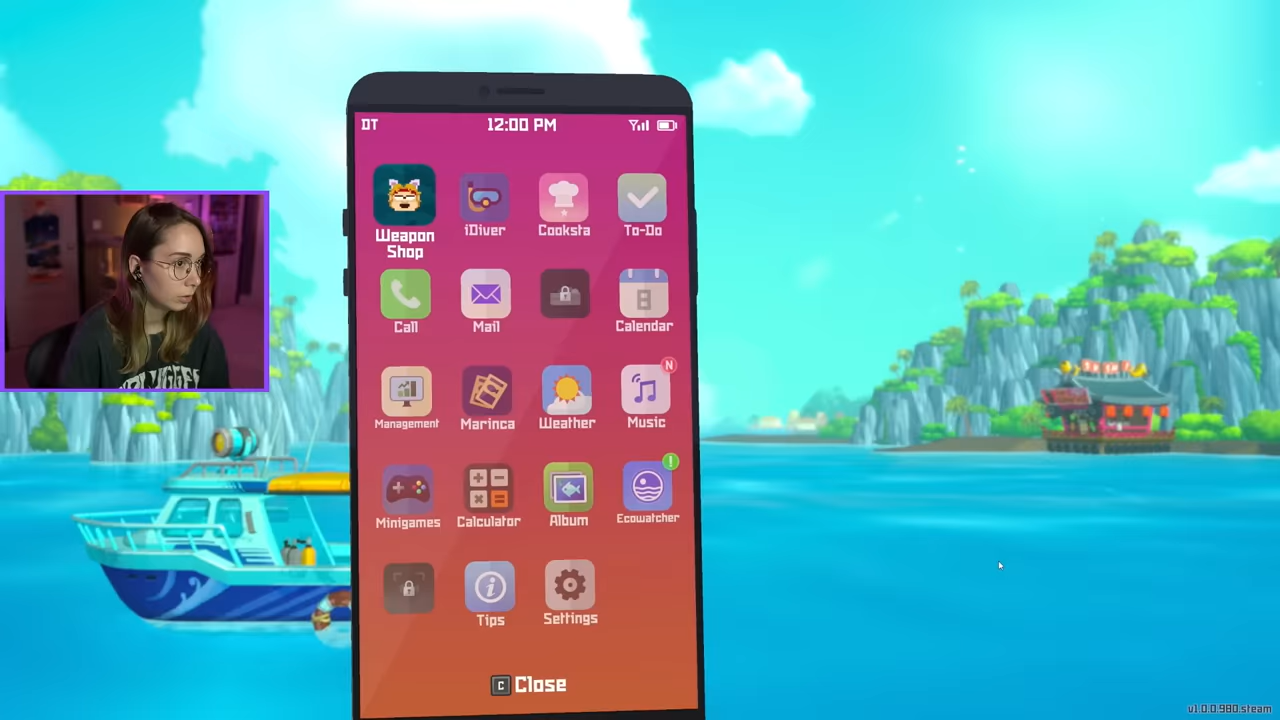 DT
12:00 PM
Weapon
Shop
iDiver
Cooksta
To-Do
Call
Mail
Calendar
Management
Marinca
Weather
N
Music
Minigames
Calculator
Album
!
Ecowatcher
Tips
Settings
C Close
v1.0.0.980.steam